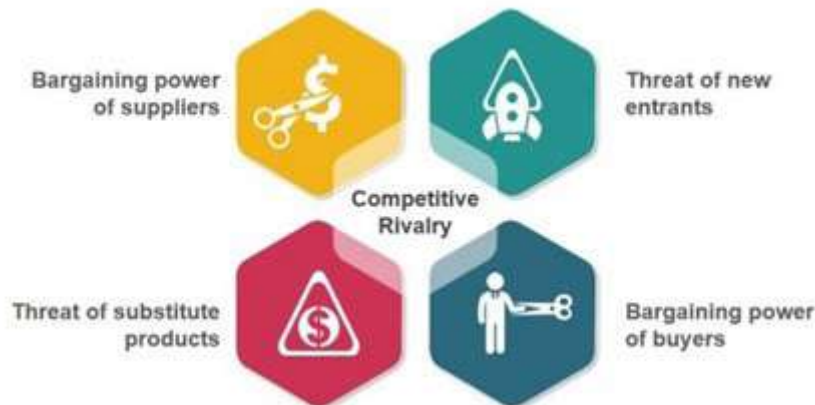 Bargaining power
of suppliers
Threat of new
entrants
Competitive
Rivalry
Threat of substitute
products
$
Bargaining power
of buyers